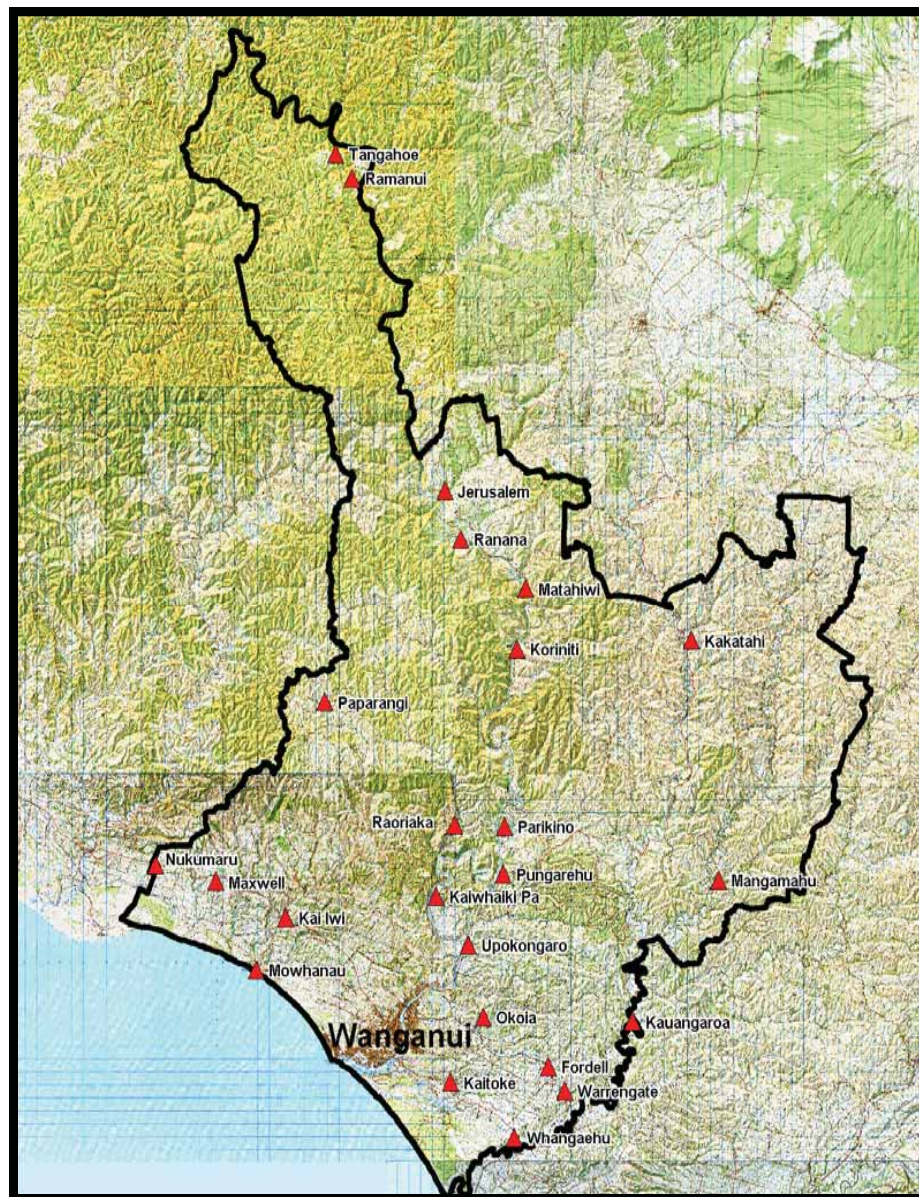 Tangahoe
Ramanui
Jerusalem
Ranana
Matahiwi
Kakatahi
Koriniti
Paparangi
Raoriaka
Parikino
Nukumaru
Maxwell
Pungarehu
Mangamahu
Kaiwhaiki Pa
Kai Iwi
Upokongaro
Mowhanau
Okoia
Kauangaroa
Wanganui
Fordell
Kaitoke
Warrengate
Whangaehu